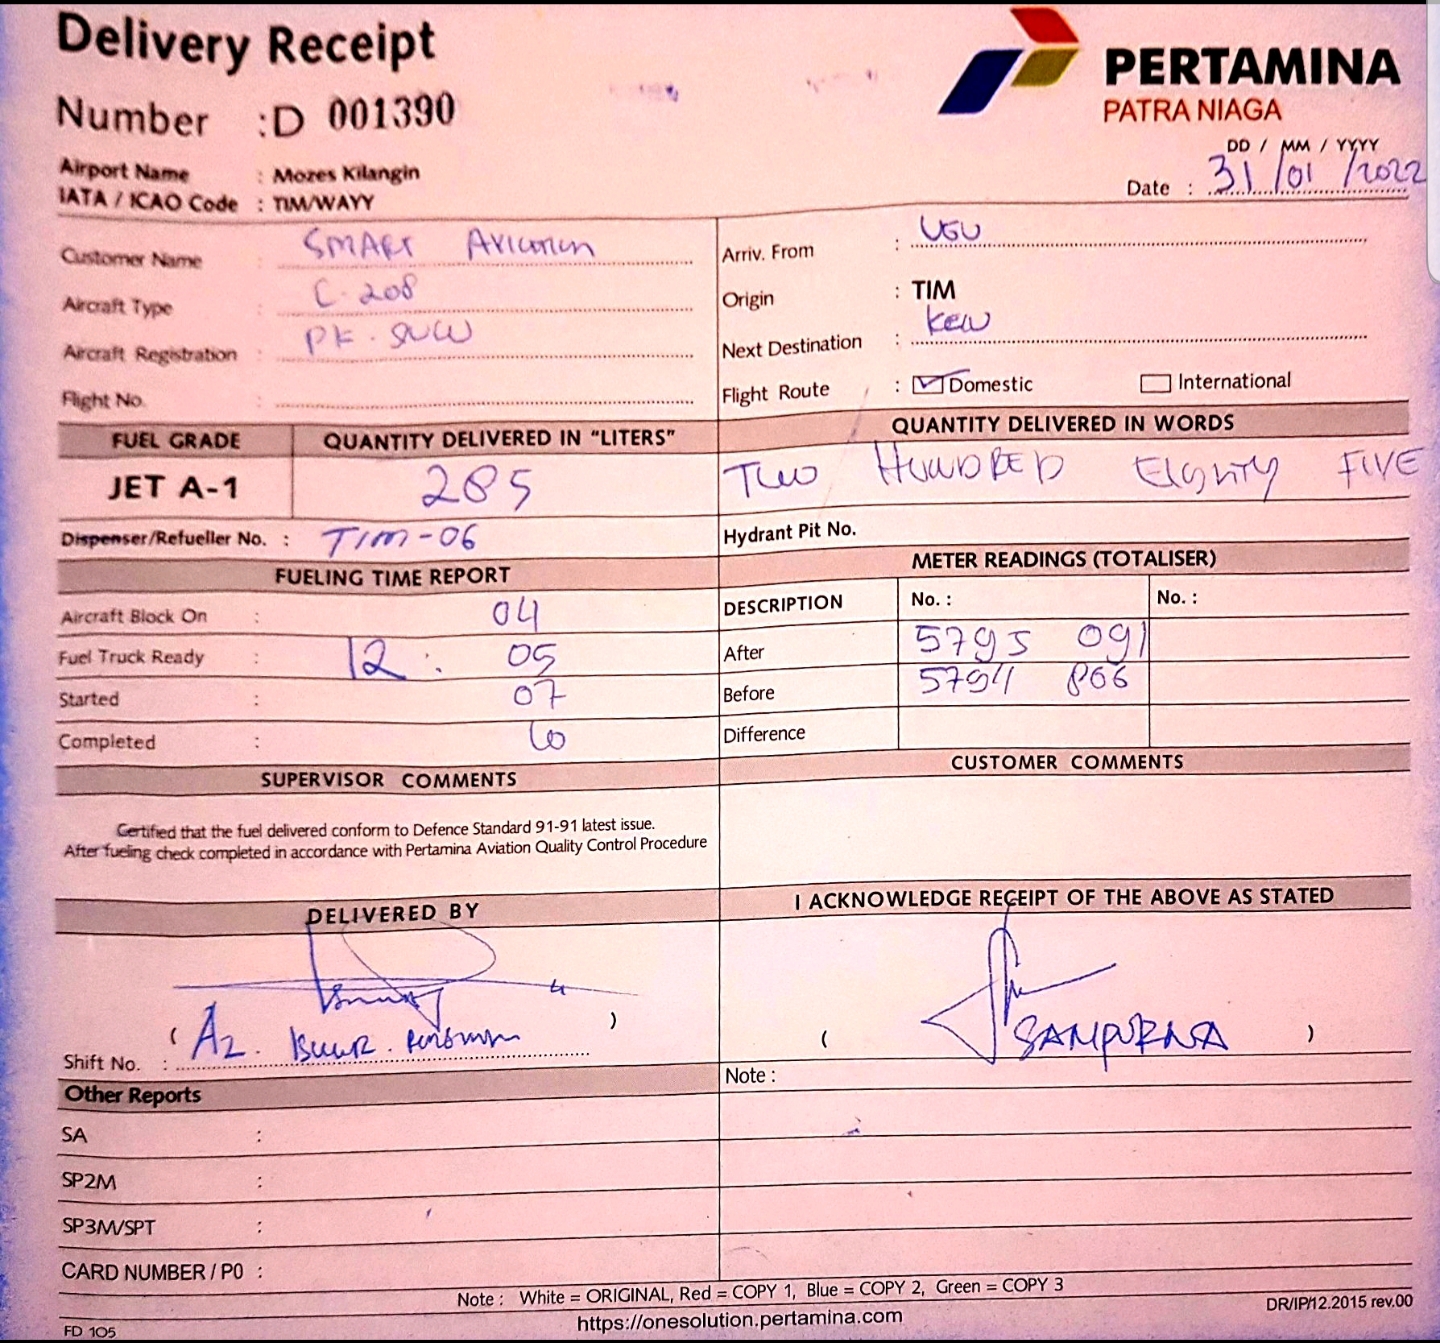 Delivery Receipt
PERTAMINA
PATRA NIAGA
Number : D 001390
DD / MM / YYYY
Airport Name : Mozes Kilangin
Date : 31/01/2022
IATA / ICAO Code : TIM/WAYY
Customer Name : SMART Aviation
Arriv. From :
Aircraft Type : C-208
Origin : TIM
Aircraft Registration : PK-SNW
Next Destination : Kew
Flight No. :
Flight Route : Domestic International
FUEL GRADE QUANTITY DELIVERED IN "LITERS" QUANTITY DELIVERED IN WORDS
JET A-1 285 Two HUNDRED Eighty FIVE
Dispenser/Refueller No. : TIM-06 Hydrant Pit No.
FUELING TIME REPORT METER READINGS (TOTALISER)
Aircraft Block On : 04 DESCRIPTION No. : No. :
Fuel Truck Ready : 12 : 05 After 5795 091
Started : 07 Before 5794 806
Completed : 10 Difference
SUPERVISOR COMMENTS CUSTOMER COMMENTS
Certified that the fuel delivered conform to Defence Standard 91-91 latest issue.
After fueling check completed in accordance with Pertamina Aviation Quality Control Procedure
DELIVERED BY I ACKNOWLEDGE RECEIPT OF THE ABOVE AS STATED
( ) ( SAMPURNA )
Shift No. :
Note :
Other Reports
SA :
SP2M :
SP3M/SPT :
CARD NUMBER / P0 :
Note : White = ORIGINAL, Red = COPY 1, Blue = COPY 2, Green = COPY 3
https://onesolution.pertamina.com
DR/IP/12.2015 rev.00
FD 105